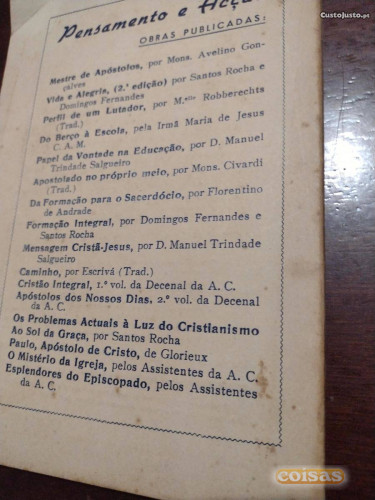 CustoJusto.pt
Pensamento e Acçã
OBRAS PUBLICADAS:
Mestre de Apóstolos, por Mons. Avelino Gon-
çalves
Vida e Alegria, (2.ª edição) por Santos Rocha e
Domingos Fernandes
Perfil de um Lutador, por M.elle Robberechts
(Trad.)
Do Berço à Escola, pela Irmã Maria de Jesus
C. A. M.
Papel da Vontade na Educação, por D. Manuel
Trindade Salgueiro
Apostolado no próprio meio, por Mons. Civardi
(Trad.)
Da Formação para o Sacerdócio, por Florentino
de Andrade
Formação Integral, por Domingos Fernandes e
Santos Rocha
Mensagem Cristã-Jesus, por D. Manuel Trindade
Salgueiro
Caminho, por Escrivá (Trad.)
Cristão Integral, 1.º vol. da Decenal da A. C.
Apóstolos dos Nossos Dias, 2.º vol. da Decenal
da A. C.
Os Problemas Actuais à Luz do Cristianismo
Ao Sol da Graça, por Santos Rocha
Paulo, Apóstolo de Cristo, de Glorieux
O Mistério da Igreja, pelos Assistentes da A. C.
Esplendores do Episcopado, pelos Assistentes
da A. C.
coisas